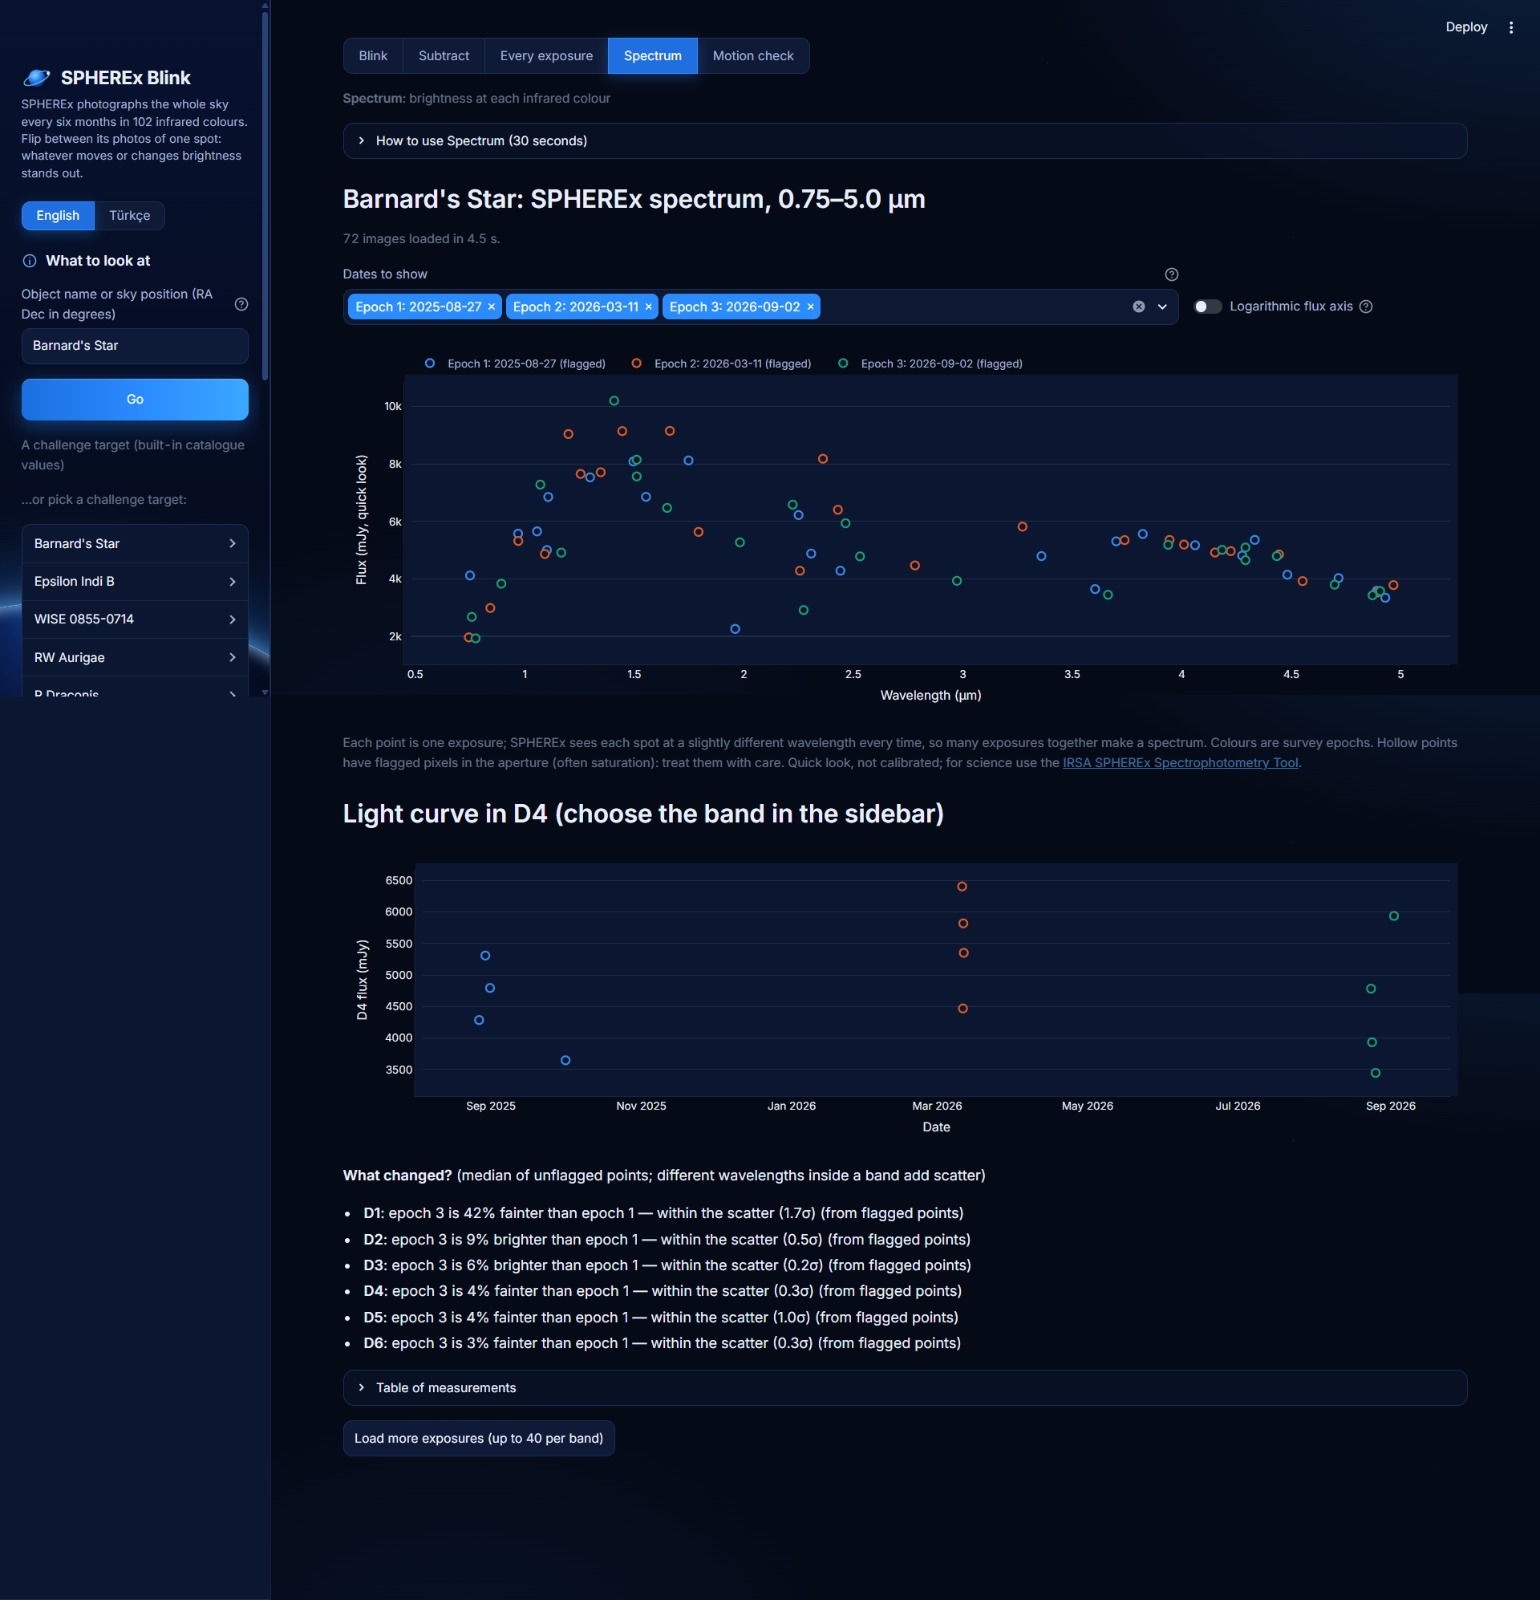 Deploy
SPHEREx Blink
SPHEREx photographs the whole sky
every six months in 102 infrared colours.
Flip between its photos of one spot:
whatever moves or changes brightness
stands out.
English
Türkçe
What to look at
Object name or sky position (RA
Dec in degrees)
Barnard's Star
Go
A challenge target (built-in catalogue
values)
...or pick a challenge target:
Barnard's Star
Epsilon Indi B
WISE 0855-0714
RW Aurigae
R Draconis
Blink
Subtract
Every exposure
Spectrum
Motion check
Spectrum: brightness at each infrared colour
How to use Spectrum (30 seconds)
Barnard's Star: SPHEREx spectrum, 0.75–5.0 µm
72 images loaded in 4.5 s.
Dates to show
Epoch 1: 2025-08-27 ×
Epoch 2: 2026-03-11 ×
Epoch 3: 2026-09-02 ×
Logarithmic flux axis
Epoch 1: 2025-08-27 (flagged)
Epoch 2: 2026-03-11 (flagged)
Epoch 3: 2026-09-02 (flagged)
Flux (mJy, quick look)
10k
8k
6k
4k
2k
0.5 1 1.5 2 2.5 3 3.5 4 4.5 5
Wavelength (µm)
Each point is one exposure; SPHEREx sees each spot at a slightly different wavelength every time, so many exposures together make a spectrum. Colours are survey epochs. Hollow points
have flagged pixels in the aperture (often saturation): treat them with care. Quick look, not calibrated; for science use the IRSA SPHEREx Spectrophotometry Tool.
Light curve in D4 (choose the band in the sidebar)
D4 flux (mJy)
6500
6000
5500
5000
4500
4000
3500
Sep 2025 Nov 2025 Jan 2026 Mar 2026 May 2026 Jul 2026 Sep 2026
Date
What changed? (median of unflagged points; different wavelengths inside a band add scatter)
• D1: epoch 3 is 42% fainter than epoch 1 — within the scatter (1.7σ) (from flagged points)
• D2: epoch 3 is 9% brighter than epoch 1 — within the scatter (0.5σ) (from flagged points)
• D3: epoch 3 is 6% brighter than epoch 1 — within the scatter (0.2σ) (from flagged points)
• D4: epoch 3 is 4% fainter than epoch 1 — within the scatter (0.3σ) (from flagged points)
• D5: epoch 3 is 4% fainter than epoch 1 — within the scatter (1.0σ) (from flagged points)
• D6: epoch 3 is 3% fainter than epoch 1 — within the scatter (0.3σ) (from flagged points)
Table of measurements
Load more exposures (up to 40 per band)